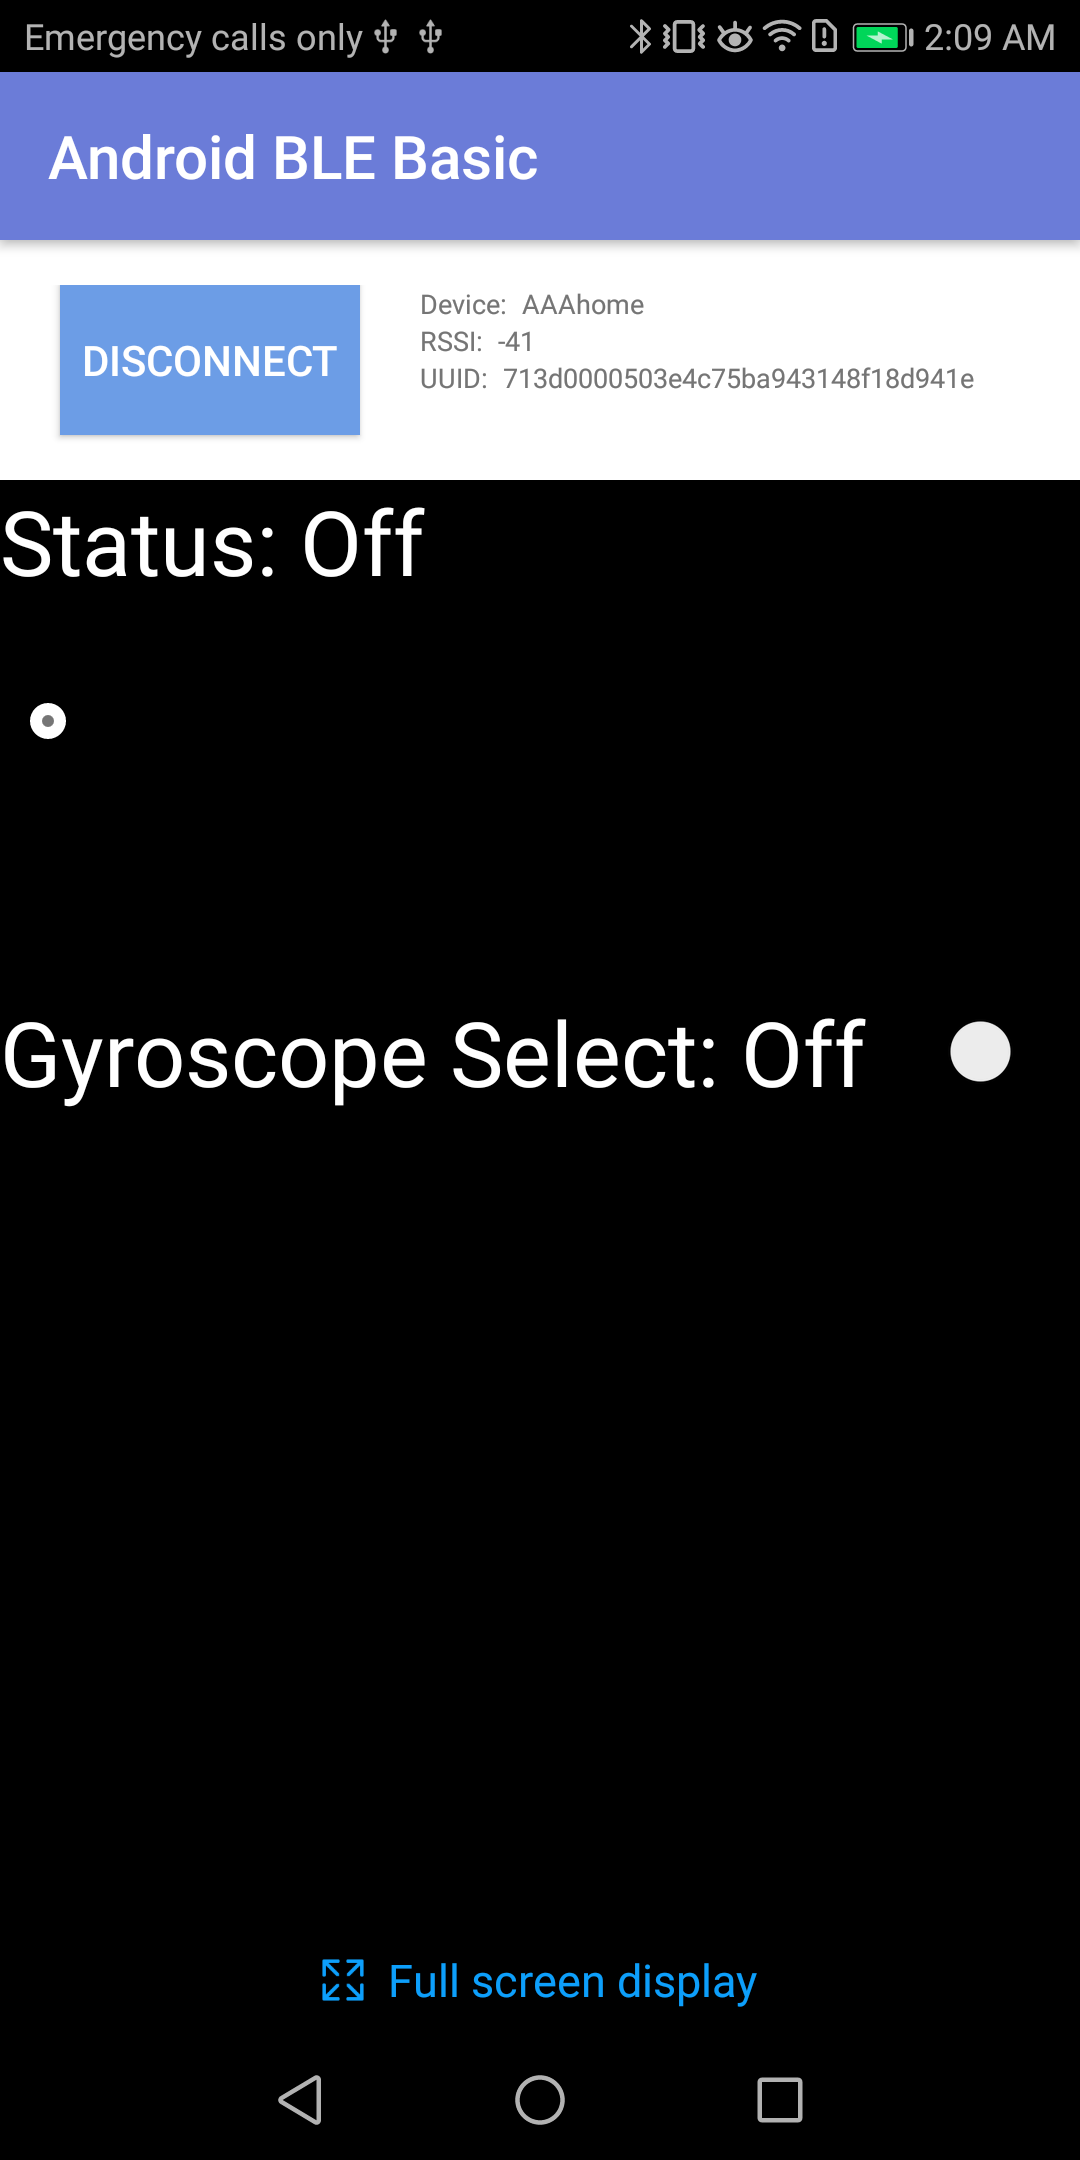 Emergency calls only 2:09 AM
Android BLE Basic
DISCONNECT
Device: AAAhome
RSSI: -41
UUID: 713d0000503e4c75ba943148f18d941e
Status: Off
Gyroscope Select: Off
Full screen display